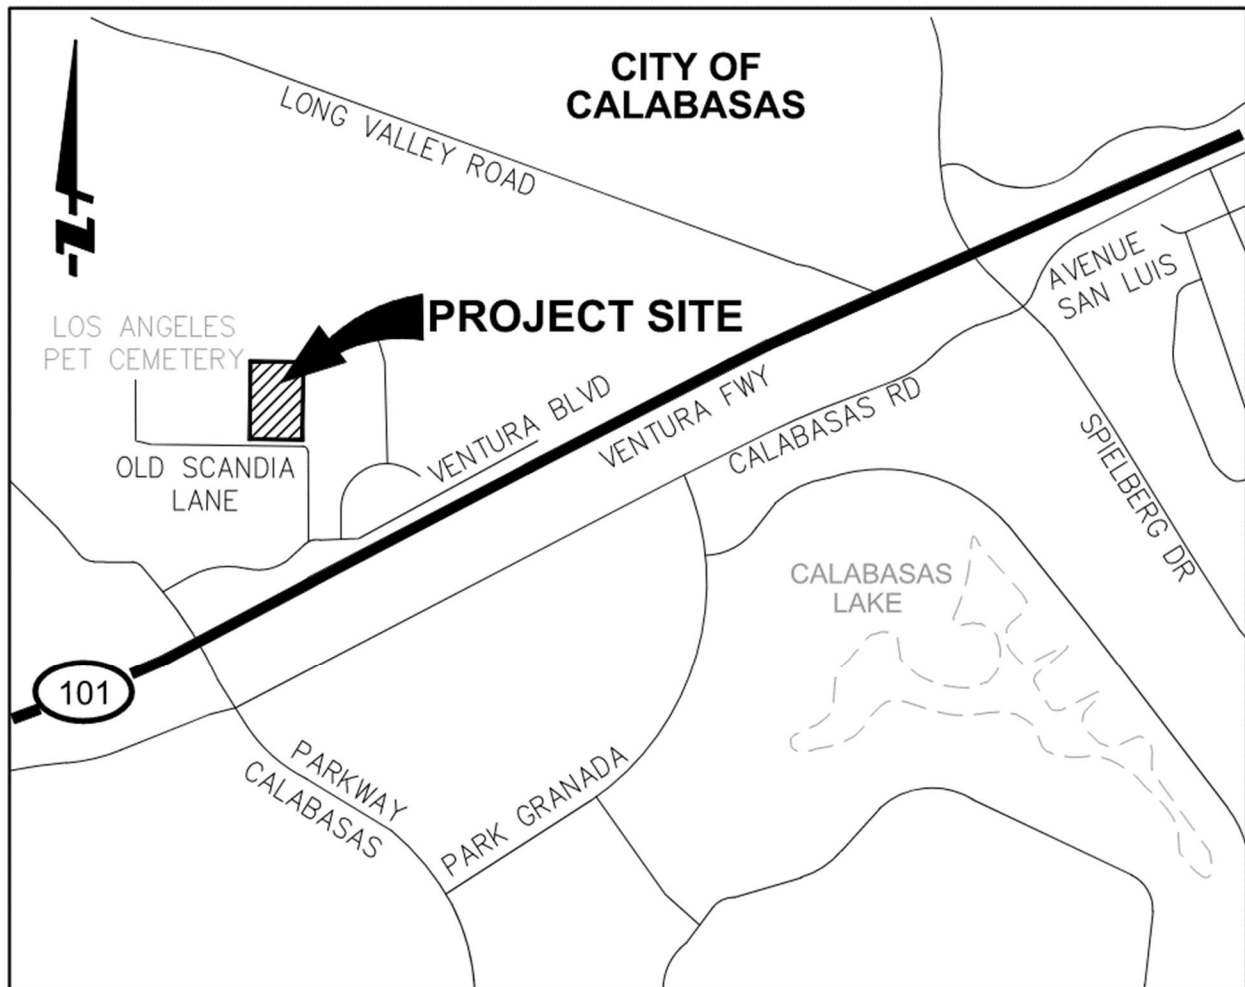 CITY OF
CALABASAS
LONG VALLEY ROAD
N
AVENUE
SAN LUIS
PROJECT SITE
LOS ANGELES
PET CEMETERY
VENTURA BLVD
VENTURA FWY
CALABASAS RD
OLD SCANDIA
LANE
SPIELBERG DR
CALABASAS
LAKE
101
PARKWAY
CALABASAS
PARK GRANADA